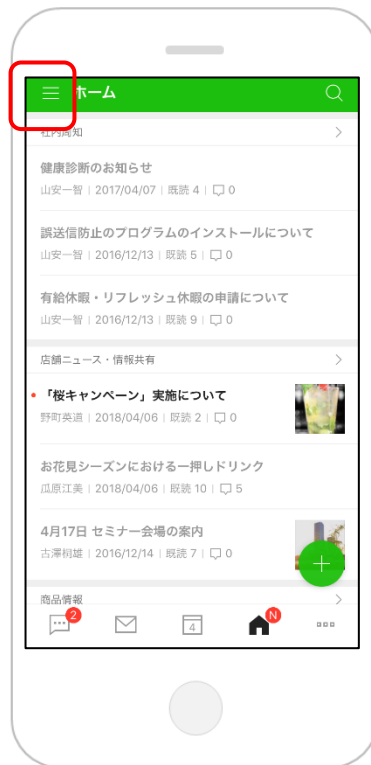 ホーム
社内周知
健康診断のお知らせ
山安一智 | 2017/04/07 | 既読 4 | 0
誤送信防止のプログラムのインストールについて
山安一智 | 2016/12/13 | 既読 5 | 0
有給休暇・リフレッシュ休暇の申請について
山安一智 | 2016/12/13 | 既読 9 | 0
店舗ニュース・情報共有
「桜キャンペーン」実施について
野町英道 | 2018/04/06 | 既読 2 | 0
お花見シーズンにおける一押しドリンク
瓜原江美 | 2018/04/06 | 既読 10 | 5
4月17日 セミナー会場の案内
古澤樹雄 | 2016/12/14 | 既読 7 | 0
商品情報
2
4
N